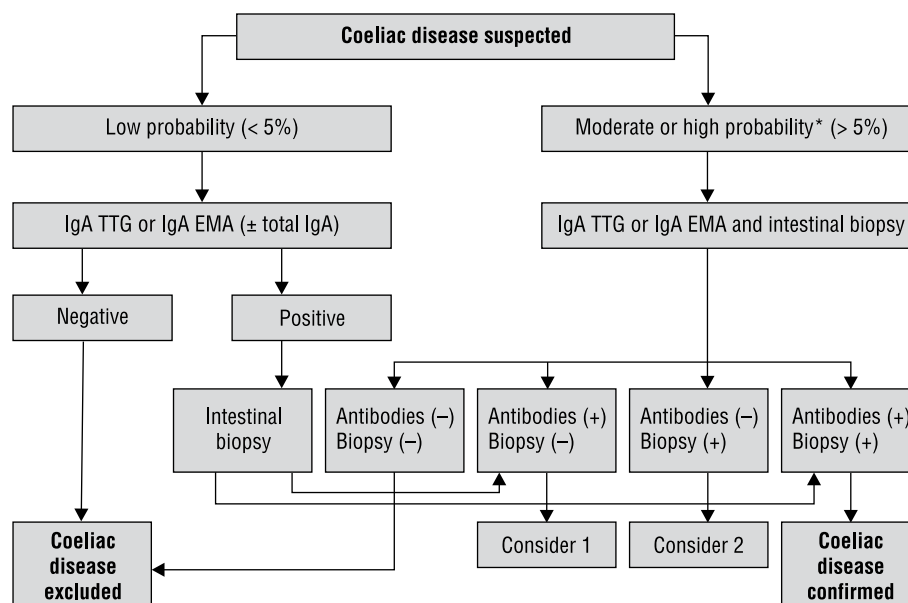 Coeliac disease suspected
Low probability (< 5%)
Moderate or high probability* (> 5%)
IgA TTG or IgA EMA (± total IgA)
IgA TTG or IgA EMA and intestinal biopsy
Negative
Positive
Intestinal
biopsy
Antibodies (–)
Biopsy (–)
Antibodies (+)
Biopsy (–)
Antibodies (–)
Biopsy (+)
Antibodies (+)
Biopsy (+)
Coeliac
disease
excluded
Consider 1
Consider 2
Coeliac
disease
confirmed